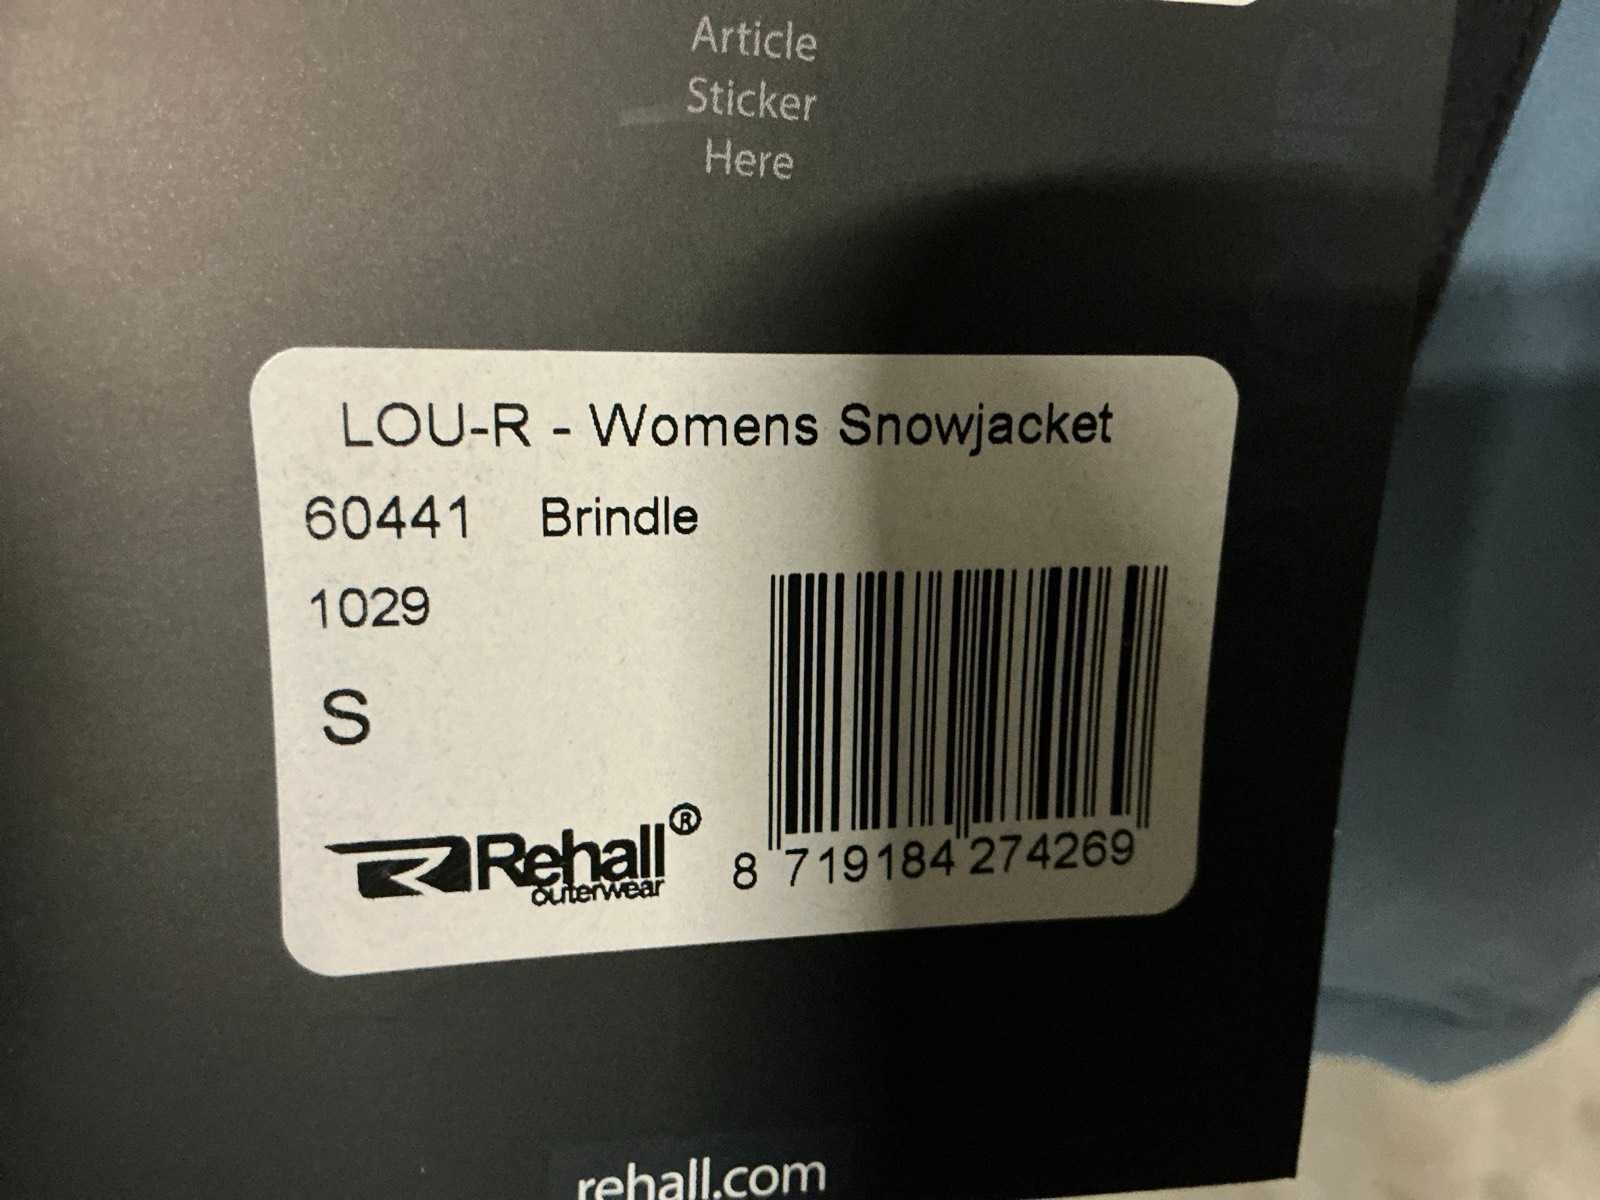 Article
Sticker
Here
LOU-R - Womens Snowjacket
60441 Brindle
1029
S
Rehall®
outerwear
8 719184 274269
rehall.com